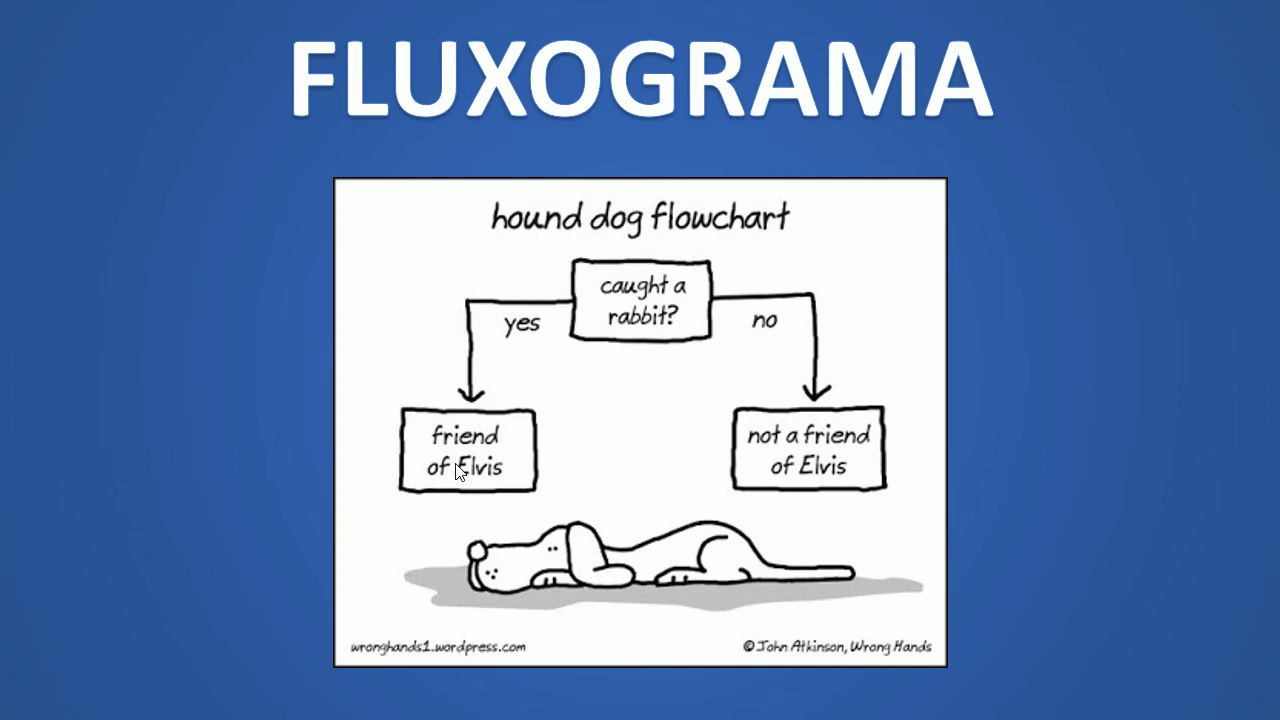 FLUXOGRAMA
hound dog flowchart
caught a
rabbit?
yes
no
friend
of Elvis
not a friend
of Elvis
wronghands1.wordpress.com
© John Atkinson, Wrong Hands